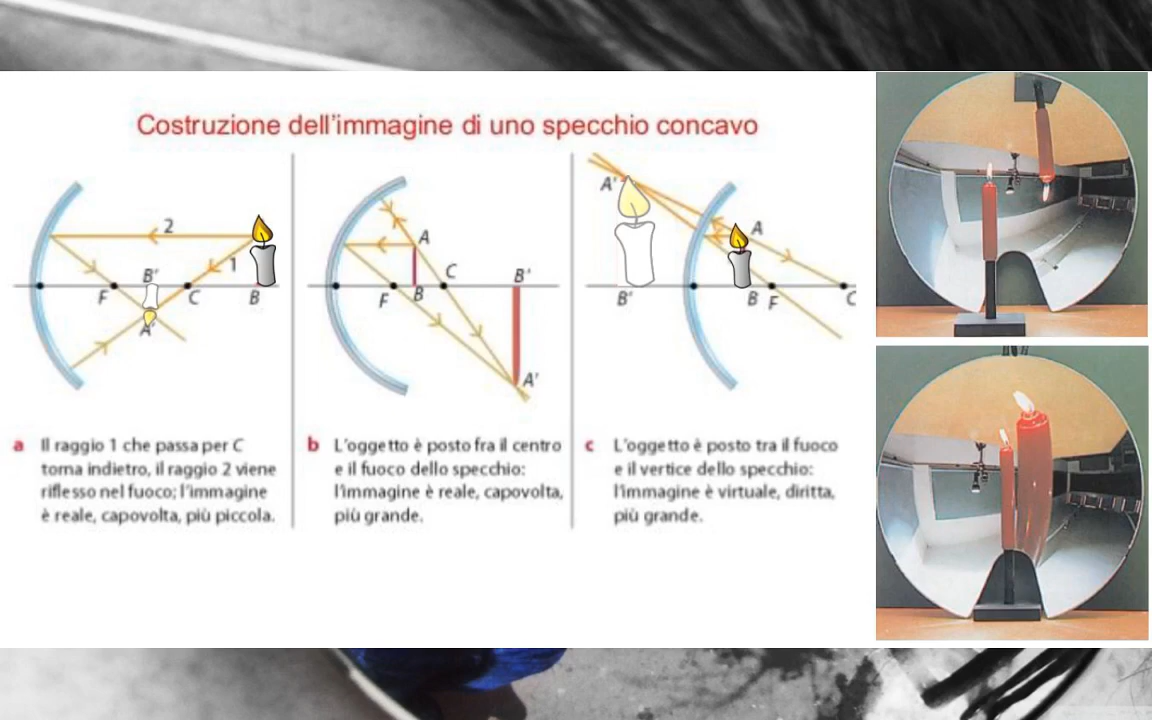 Costruzione dell'immagine di uno specchio concavo
2
1
B'
F
C
B
A'
A
C
B'
F
B
A'
A'
A
B'
B
F
C
a Il raggio 1 che passa per C
torna indietro, il raggio 2 viene
riflesso nel fuoco; l'immagine
è reale, capovolta, più piccola.
b L'oggetto è posto fra il centro
e il fuoco dello specchio:
l'immagine è reale, capovolta,
più grande.
c L'oggetto è posto tra il fuoco
e il vertice dello specchio:
l'immagine è virtuale, diritta,
più grande.